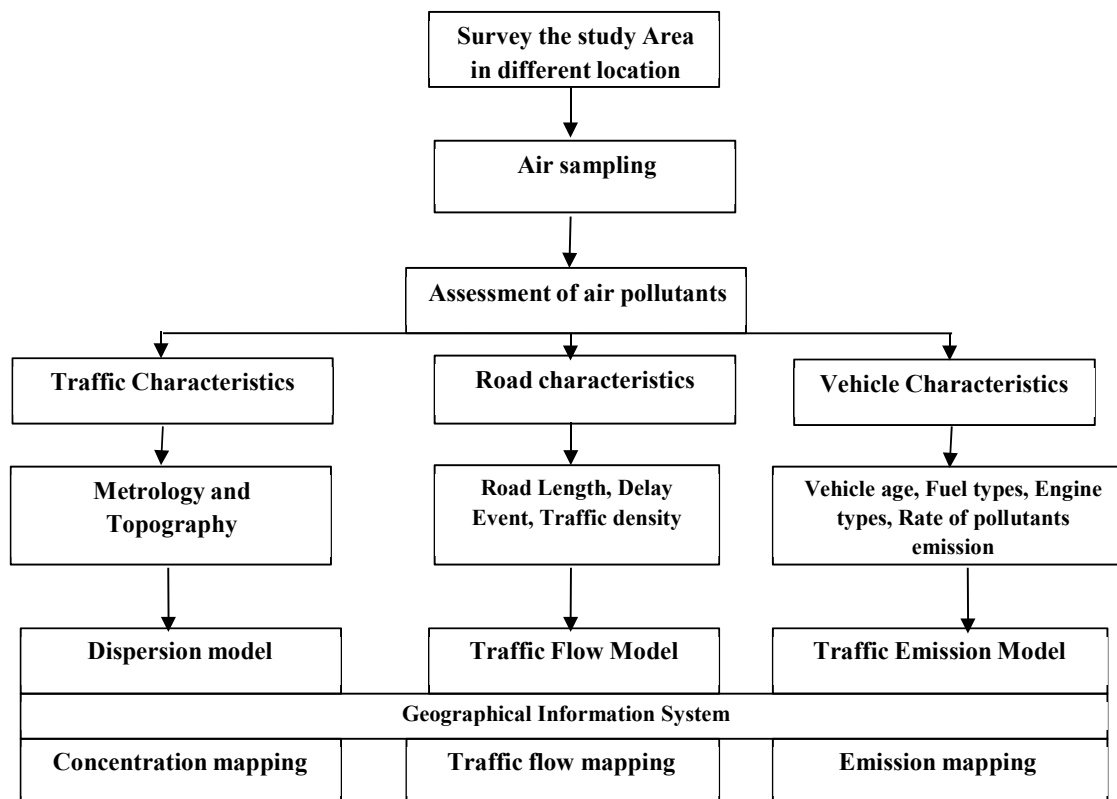 Survey the study Area
in different location
Air sampling
Assessment of air pollutants
Traffic Characteristics
Road characteristics
Vehicle Characteristics
Metrology and
Topography
Road Length, Delay
Event, Traffic density
Vehicle age, Fuel types, Engine
types, Rate of pollutants
emission
Dispersion model
Traffic Flow Model
Traffic Emission Model
Geographical Information System
Concentration mapping
Traffic flow mapping
Emission mapping